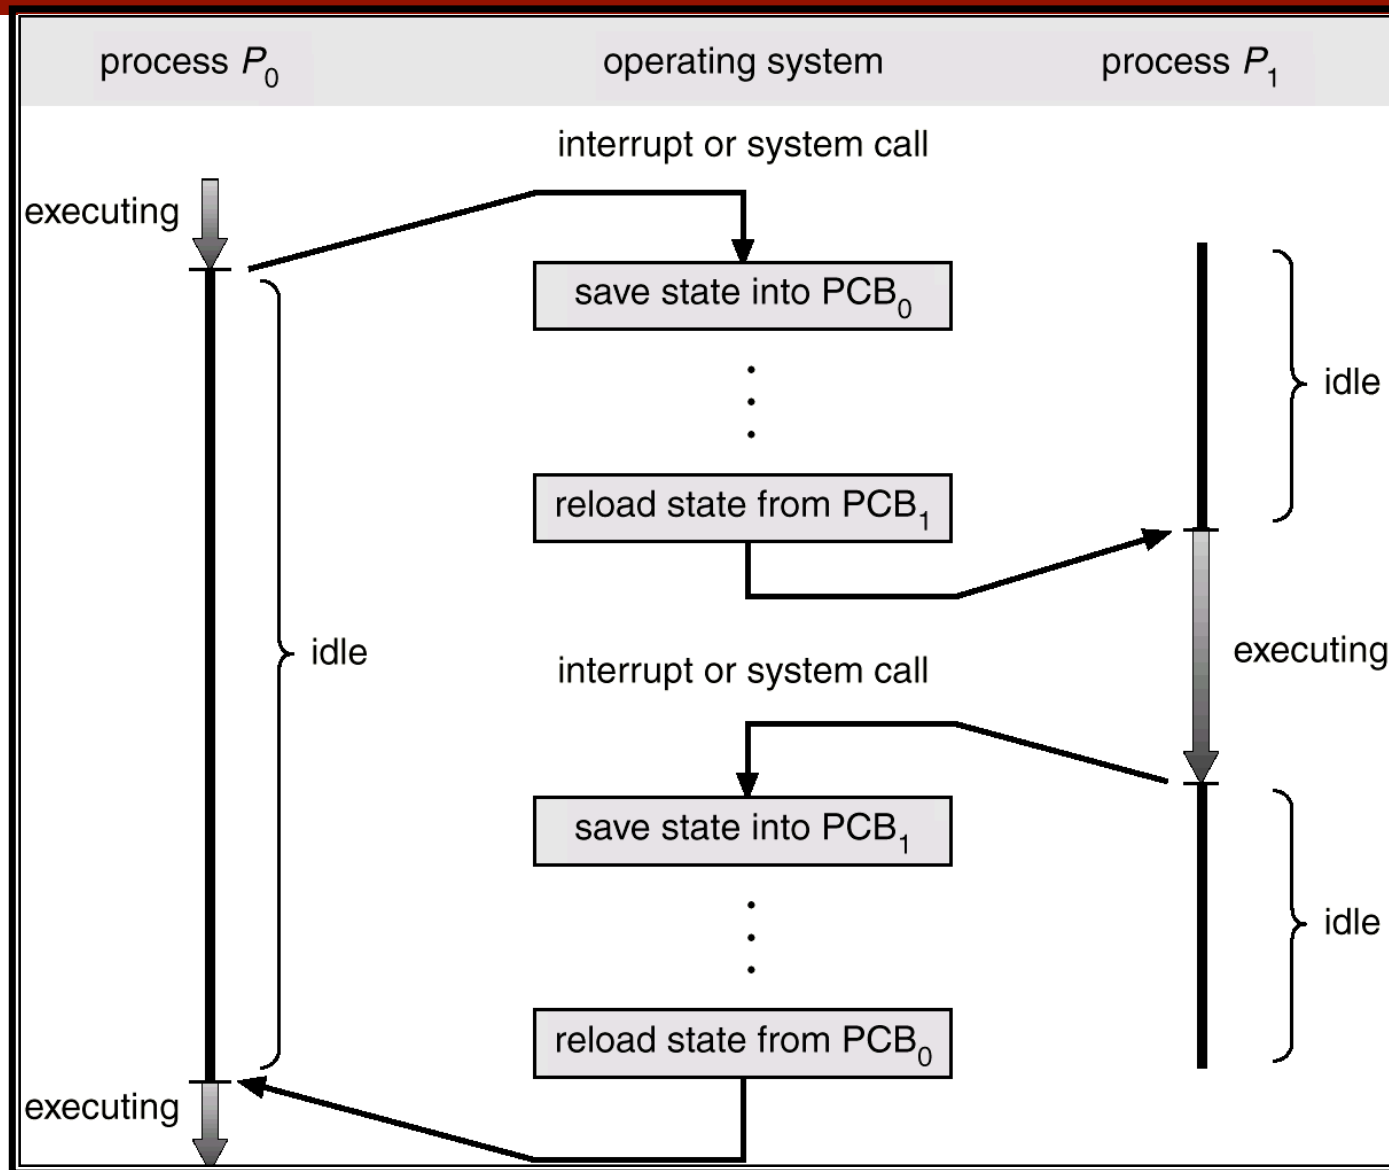 process P0 operating system process P1
interrupt or system call
executing
save state into PCB0
idle
reload state from PCB1
idle
interrupt or system call
executing
save state into PCB1
idle
reload state from PCB0
executing